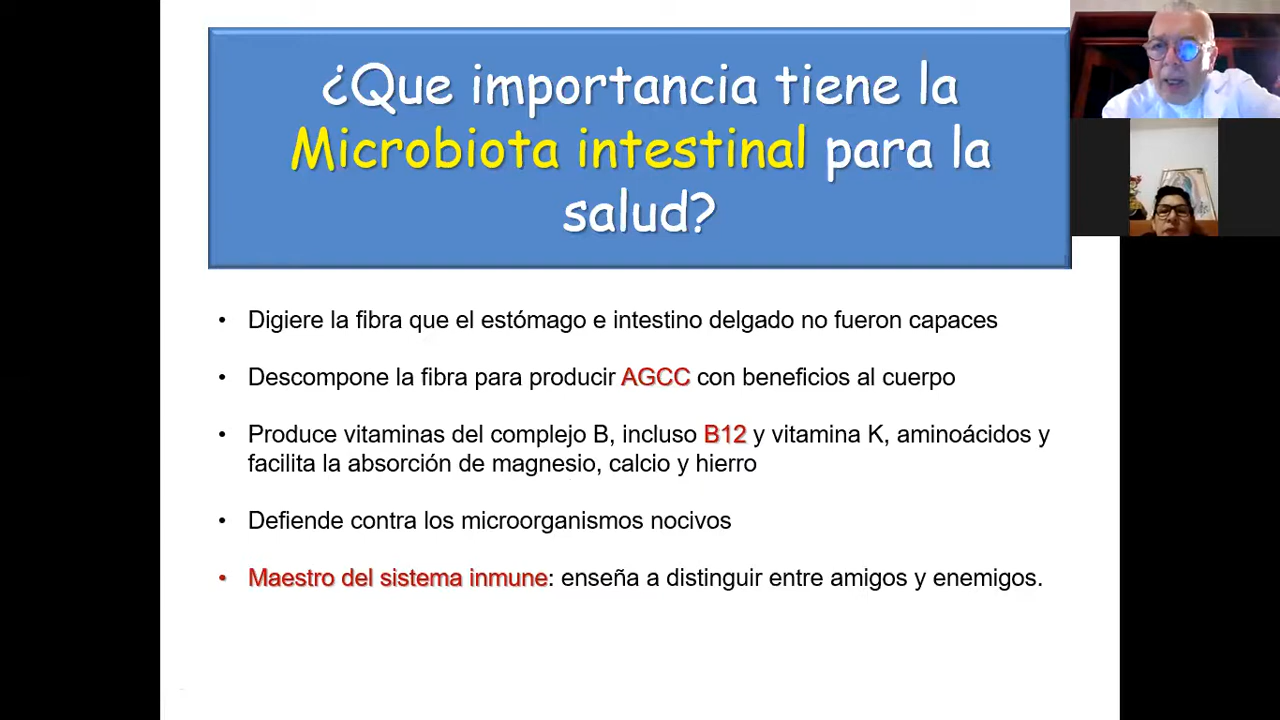 ¿Que importancia tiene la
Microbiota intestinal para la
salud?
• Digiere la fibra que el estómago e intestino delgado no fueron capaces
• Descompone la fibra para producir AGCC con beneficios al cuerpo
• Produce vitaminas del complejo B, incluso B12 y vitamina K, aminoácidos y
facilita la absorción de magnesio, calcio y hierro
• Defiende contra los microorganismos nocivos
• Maestro del sistema inmune: enseña a distinguir entre amigos y enemigos.